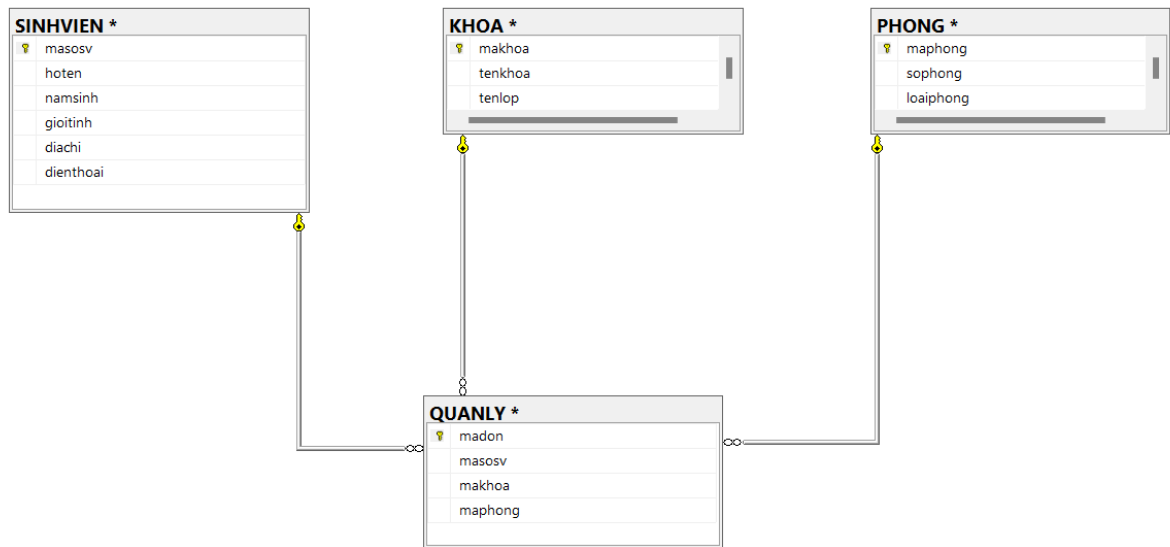 SINHVIEN *
masosv
hoten
namsinh
gioitinh
diachi
dienthoai
KHOA *
makhoa
tenkhoa
tenlop
PHONG *
maphong
sophong
loaiphong
QUANLY *
madon
masosv
makhoa
maphong